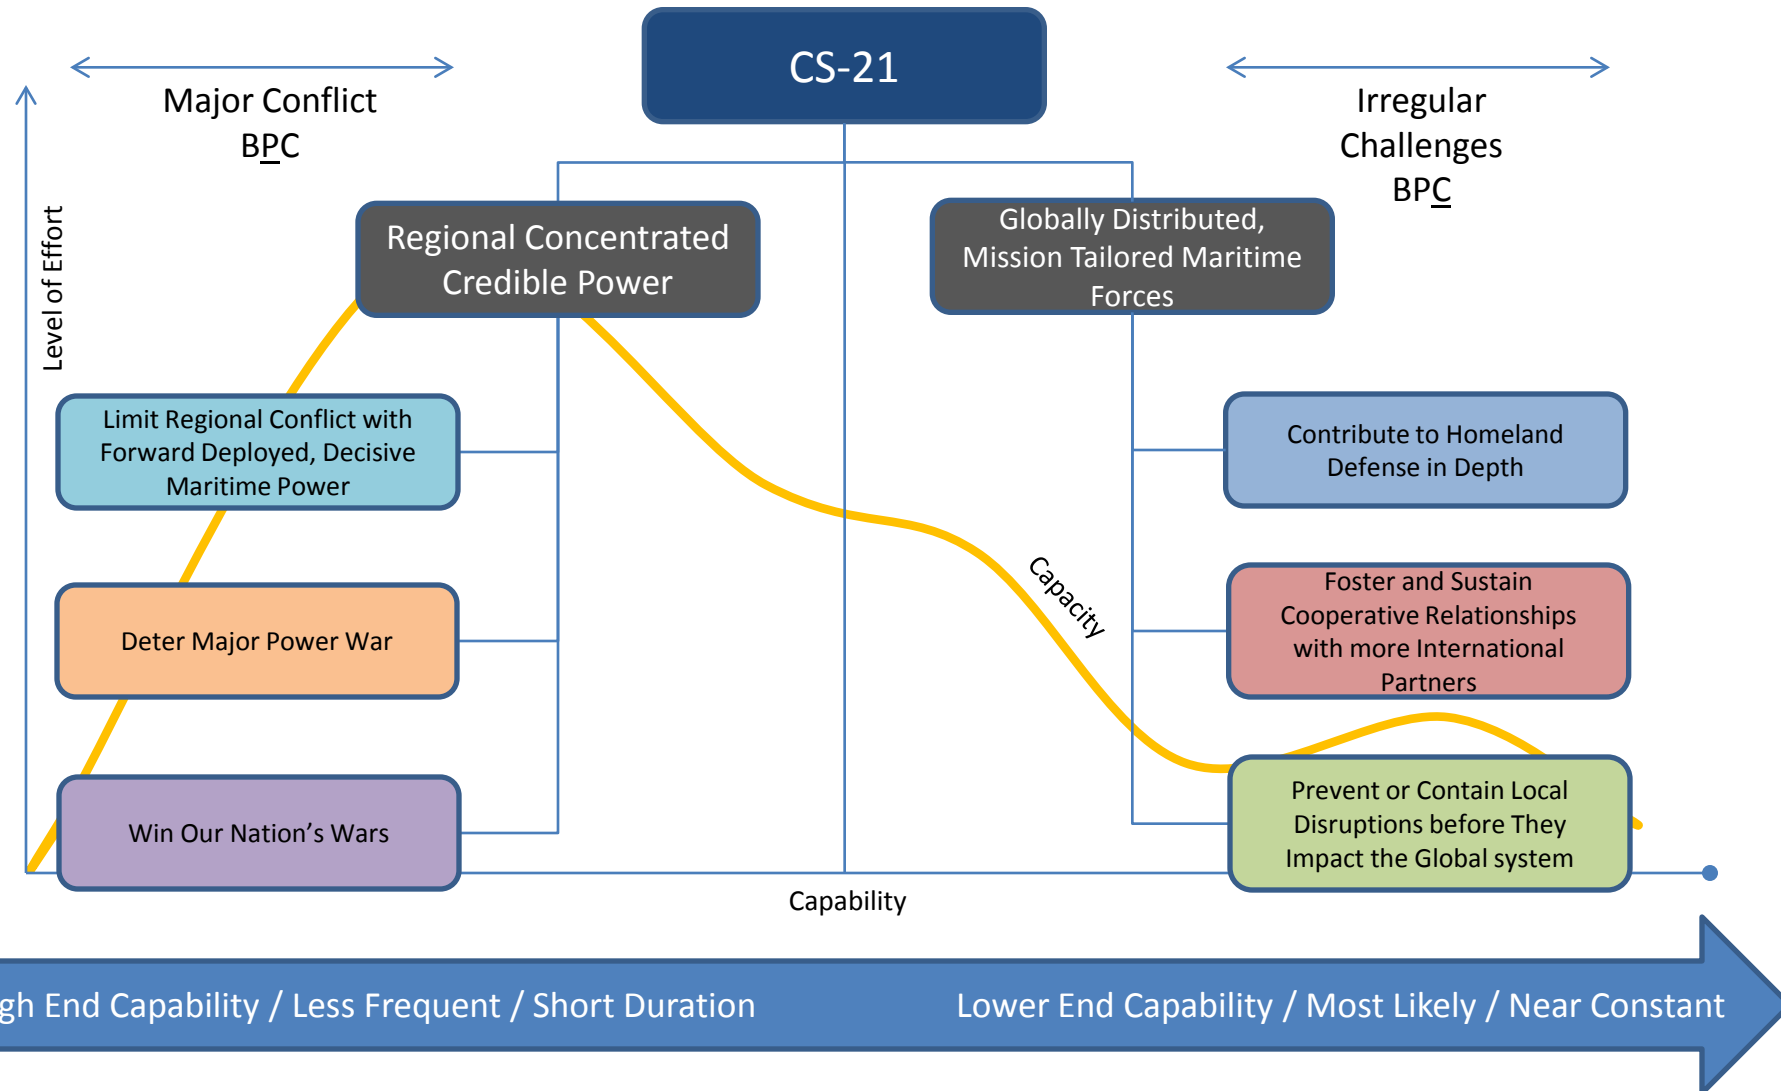 CS-21
Major Conflict
BPC
Irregular
Challenges
BPC
Level of Effort
Regional Concentrated
Credible Power
Globally Distributed,
Mission Tailored Maritime
Forces
Limit Regional Conflict with
Forward Deployed, Decisive
Maritime Power
Contribute to Homeland
Defense in Depth
Capacity
Deter Major Power War
Foster and Sustain
Cooperative Relationships
with more International
Partners
Win Our Nation’s Wars
Prevent or Contain Local
Disruptions before They
Impact the Global system
Capability
gh End Capability / Less Frequent / Short Duration
Lower End Capability / Most Likely / Near Constant